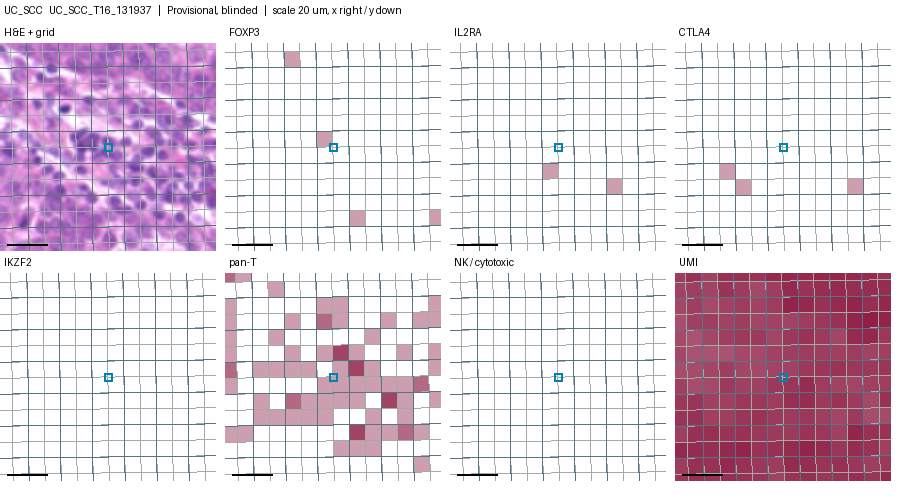 UC_SCC UC_SCC_T16_131937 | Provisional, blinded | scale 20 um, x right / y down
H&E + grid
FOXP3
IL2RA
CTLA4
IKZF2
pan-T
NK / cytotoxic
UMI